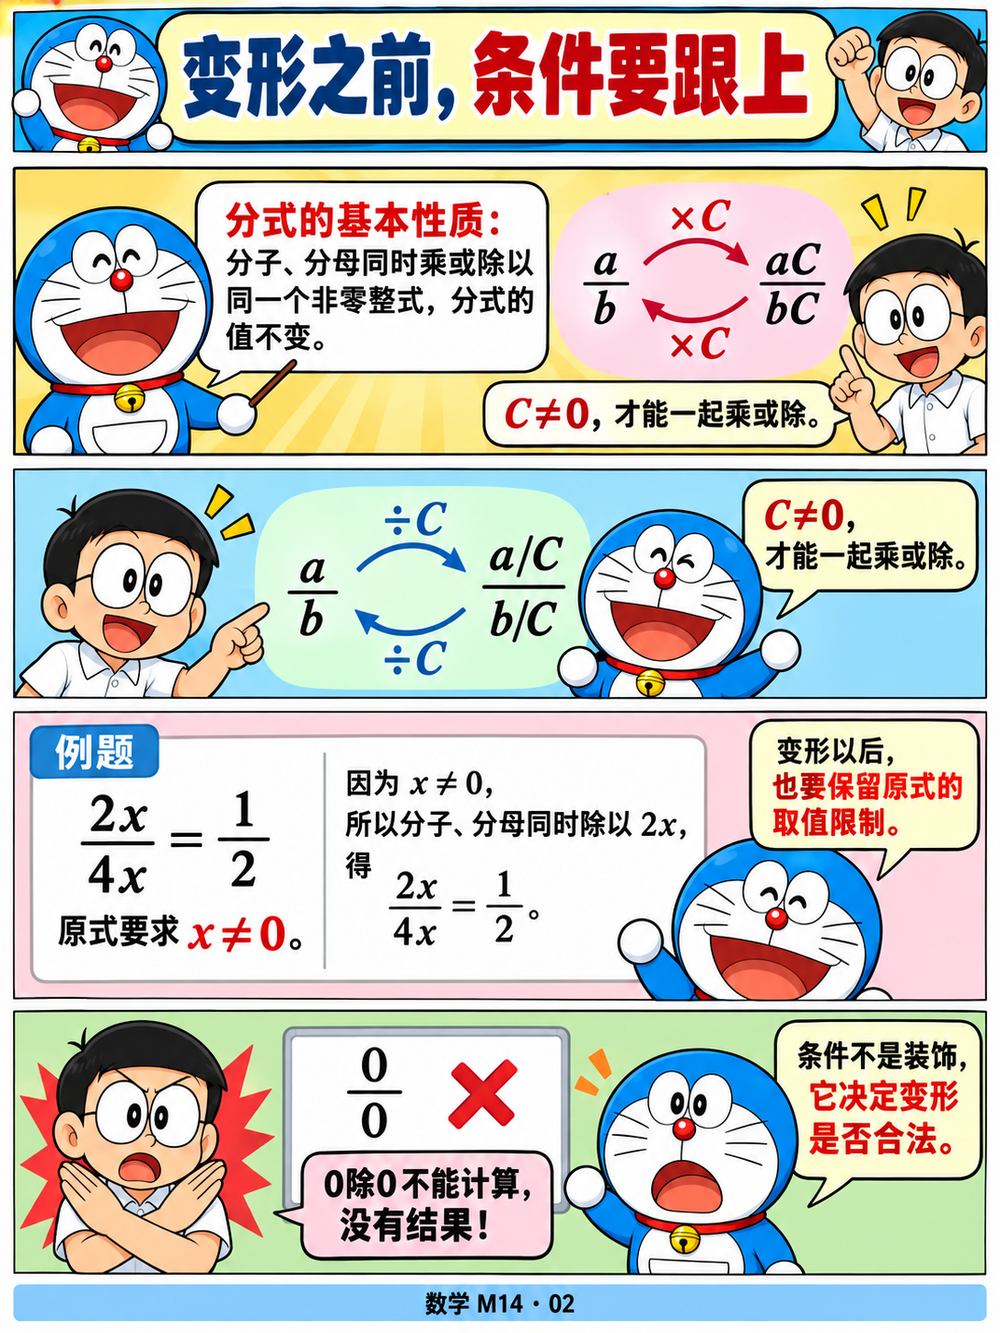 变形之前，条件要跟上
分式的基本性质：
分子、分母同时乘或除以
同一个非零整式，分式的
值不变。
×C
a/b
aC/bC
×C
C≠0，才能一起乘或除。
÷C
a/b
a/C
b/C
÷C
C≠0，
才能一起乘或除。
例题
2x/4x = 1/2
原式要求 x≠0。
因为 x≠0，
所以分子、分母同时除以 2x，
得
2x/4x = 1/2。
变形以后，
也要保留原式的
取值限制。
0/0
0除0不能计算，
没有结果！
条件不是装饰，
它决定变形
是否合法。
数学 M14 · 02